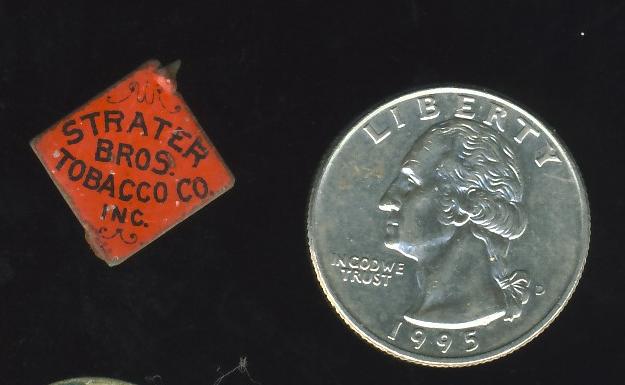 STRATER
BROS.
TOBACCO CO.
INC.
LIBERTY
IN GOD WE
TRUST
D
1995